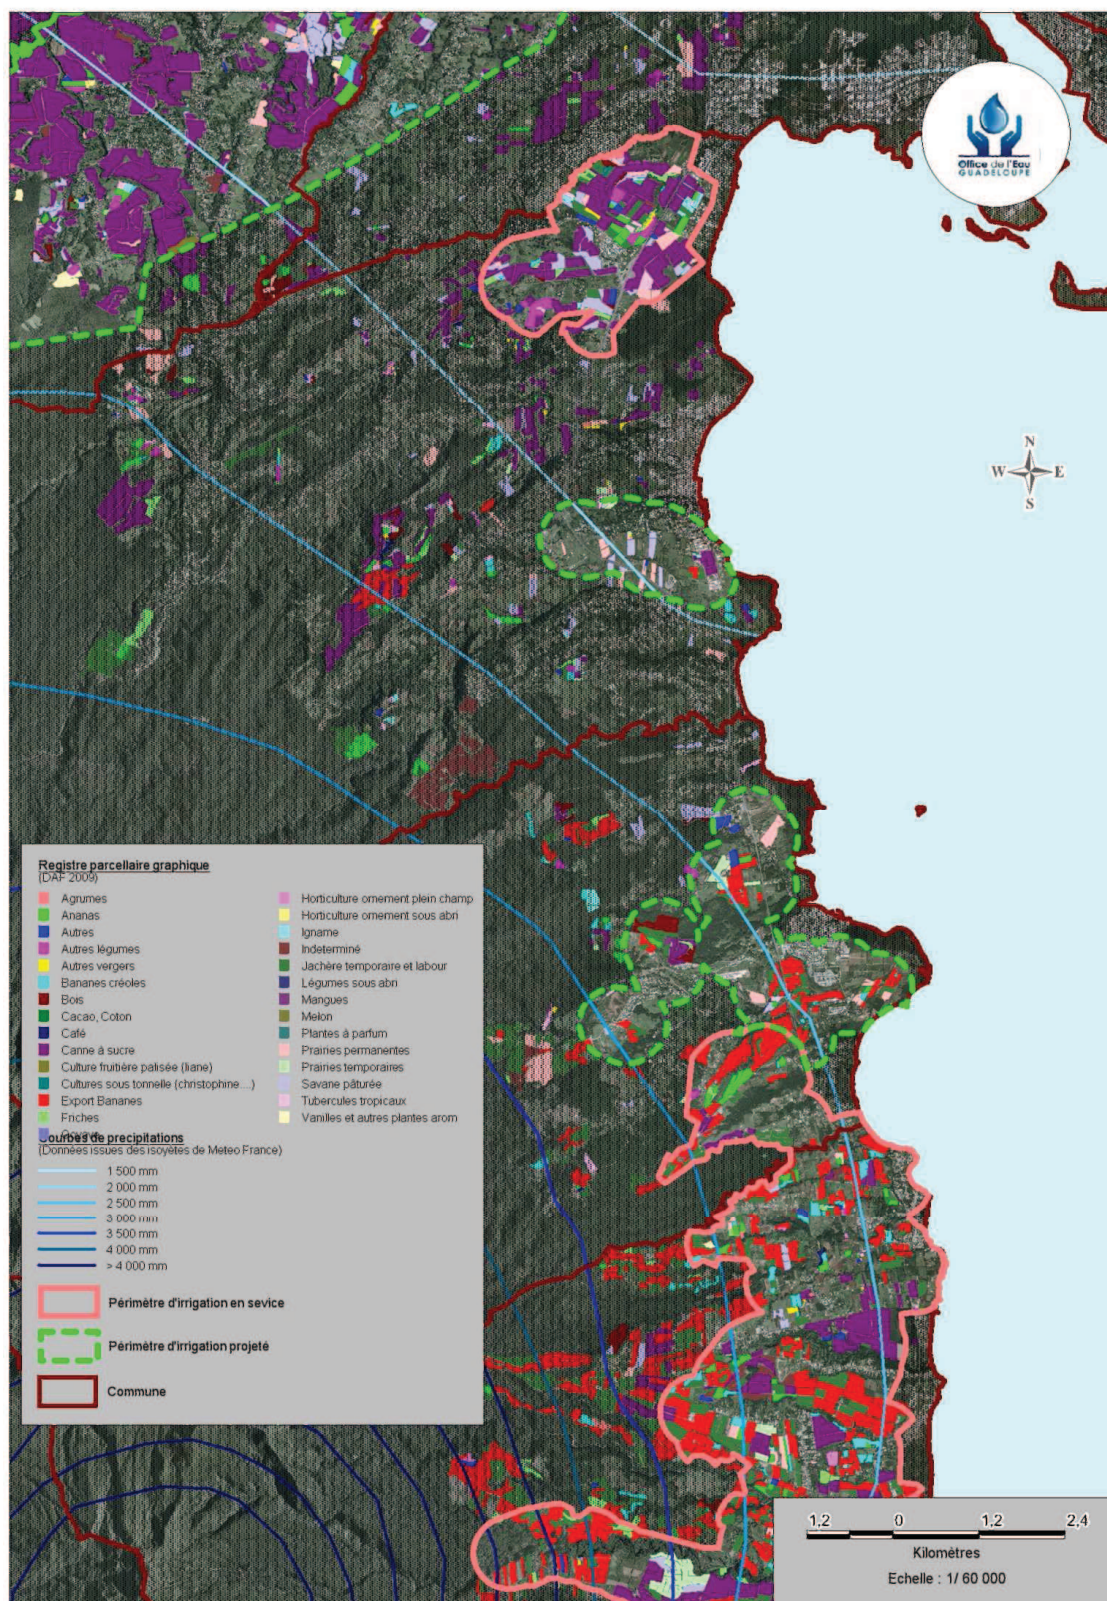 Office de l'Eau
GUADELOUPE
N
W E
S
Registre parcellaire graphique
(DAF 2009)
Agrumes
Ananas
Autres
Autres légumes
Autres vergers
Bananes créoles
Bois
Cacao, Coton
Café
Canne à sucre
Culture fruitière palisée (liane)
Cultures sous tonnelle (christophine....)
Export Bananes
Friches
Horticulture ornement plein champ
Horticulture ornement sous abri
Igname
Indeterminé
Jachère temporaire et labour
Légumes sous abri
Mangues
Melon
Plantes à parfum
Prairies permanentes
Prairies temporaires
Savane pâturée
Tubercules tropicaux
Vanilles et autres plantes arom
Courbes de precipitations
(Données issues des isoyètes de Meteo France)
1 500 mm
2 000 mm
2 500 mm
3 000 mm
3 500 mm
4 000 mm
> 4 000 mm
Périmètre d'irrigation en sevice
Périmètre d'irrigation projeté
Commune
1,2 0 1,2 2,4
Kilomètres
Echelle : 1/ 60 000